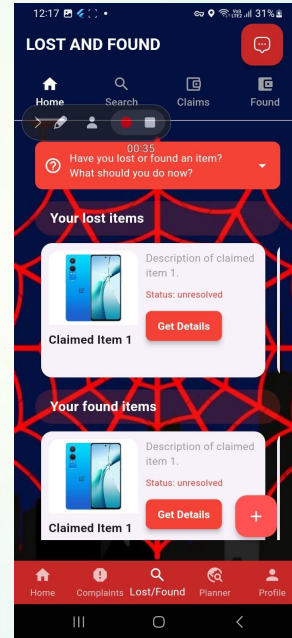 12:17
31%
LOST AND FOUND
Home
Search
Claims
Found
00:35
Have you lost or found an item?
What should you do now?
Your lost items
Description of claimed
item 1.
Status: unresolved
Get Details
Claimed Item 1
Your found items
Description of claimed
item 1.
Status: unresolved
Get Details
Claimed Item 1
Home
Complaints
Lost/Found
Planner
Profile